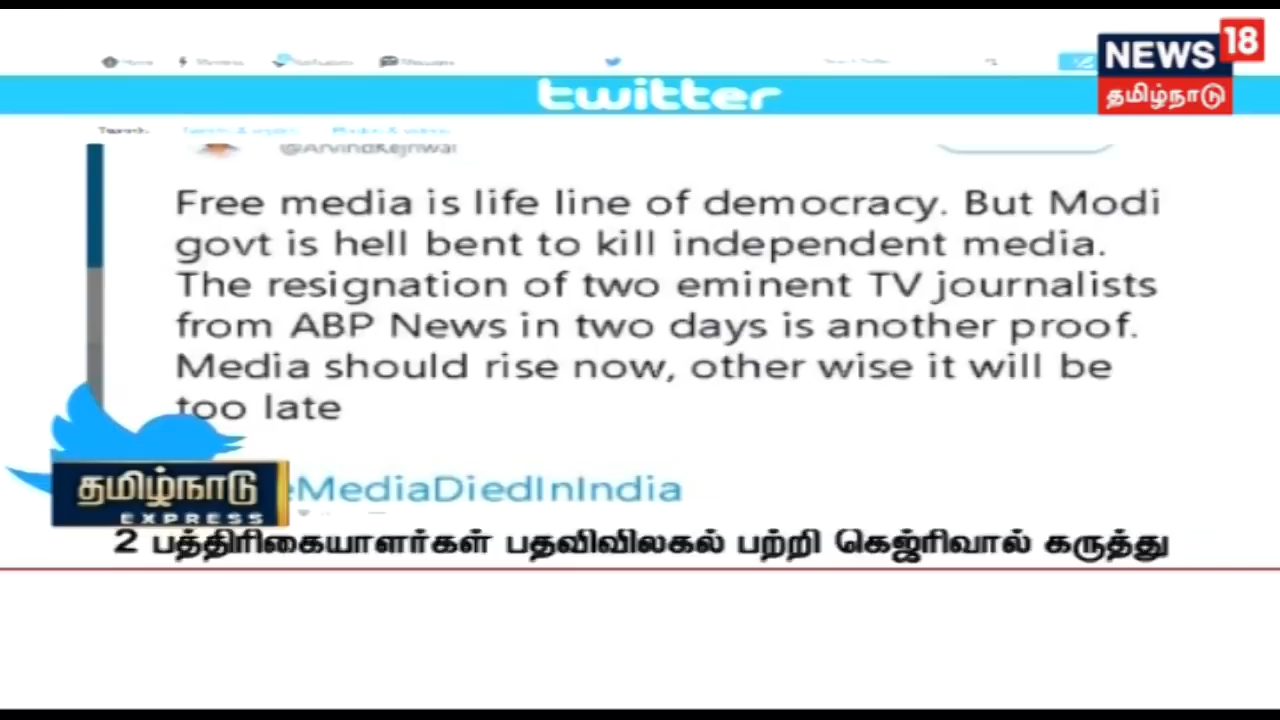 NEWS 18
தமிழ்நாடு
twitter
@ArvindKejriwal
Free media is life line of democracy. But Modi
govt is hell bent to kill independent media.
The resignation of two eminent TV journalists
from ABP News in two days is another proof.
Media should rise now, other wise it will be
too late
தமிழ்நாடு
EXPRESS
eMediaDiedInIndia
2 பத்திரிகையாளர்கள் பதவிவிலகல் பற்றி கெஜ்ரிவால் கருத்து